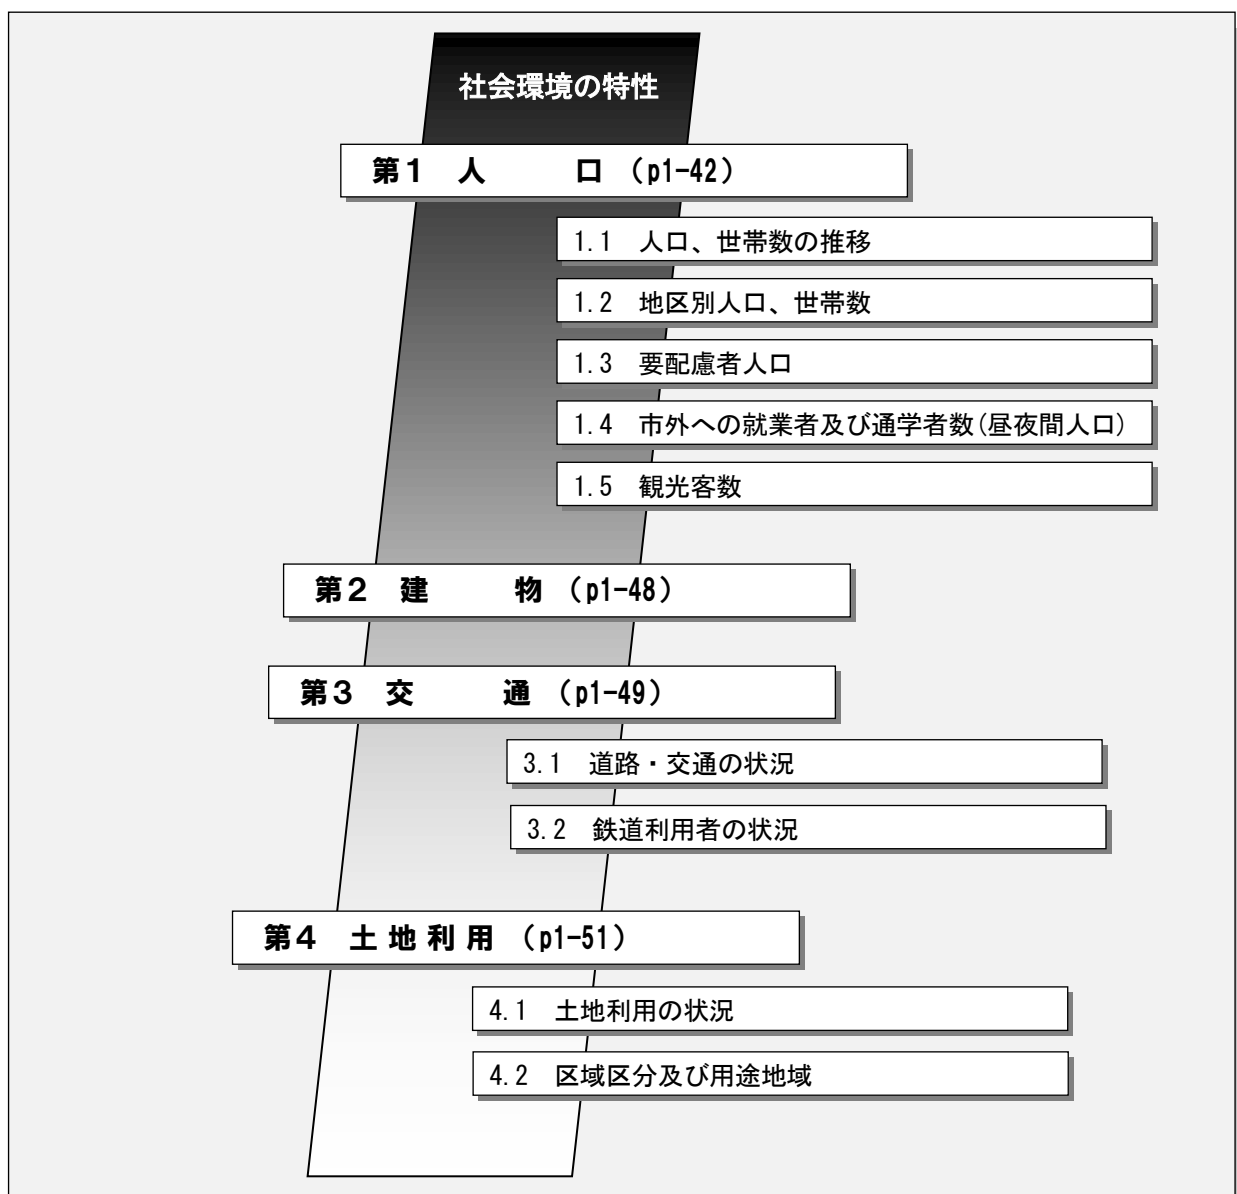 社会環境の特性
第1 人 口 (p1-42)
1.1 人口、世帯数の推移
1.2 地区別人口、世帯数
1.3 要配慮者人口
1.4 市外への就業者及び通学者数(昼夜間人口)
1.5 観光客数
第2 建 物 (p1-48)
第3 交 通 (p1-49)
3.1 道路・交通の状況
3.2 鉄道利用者の状況
第4 土地利用 (p1-51)
4.1 土地利用の状況
4.2 区域区分及び用途地域